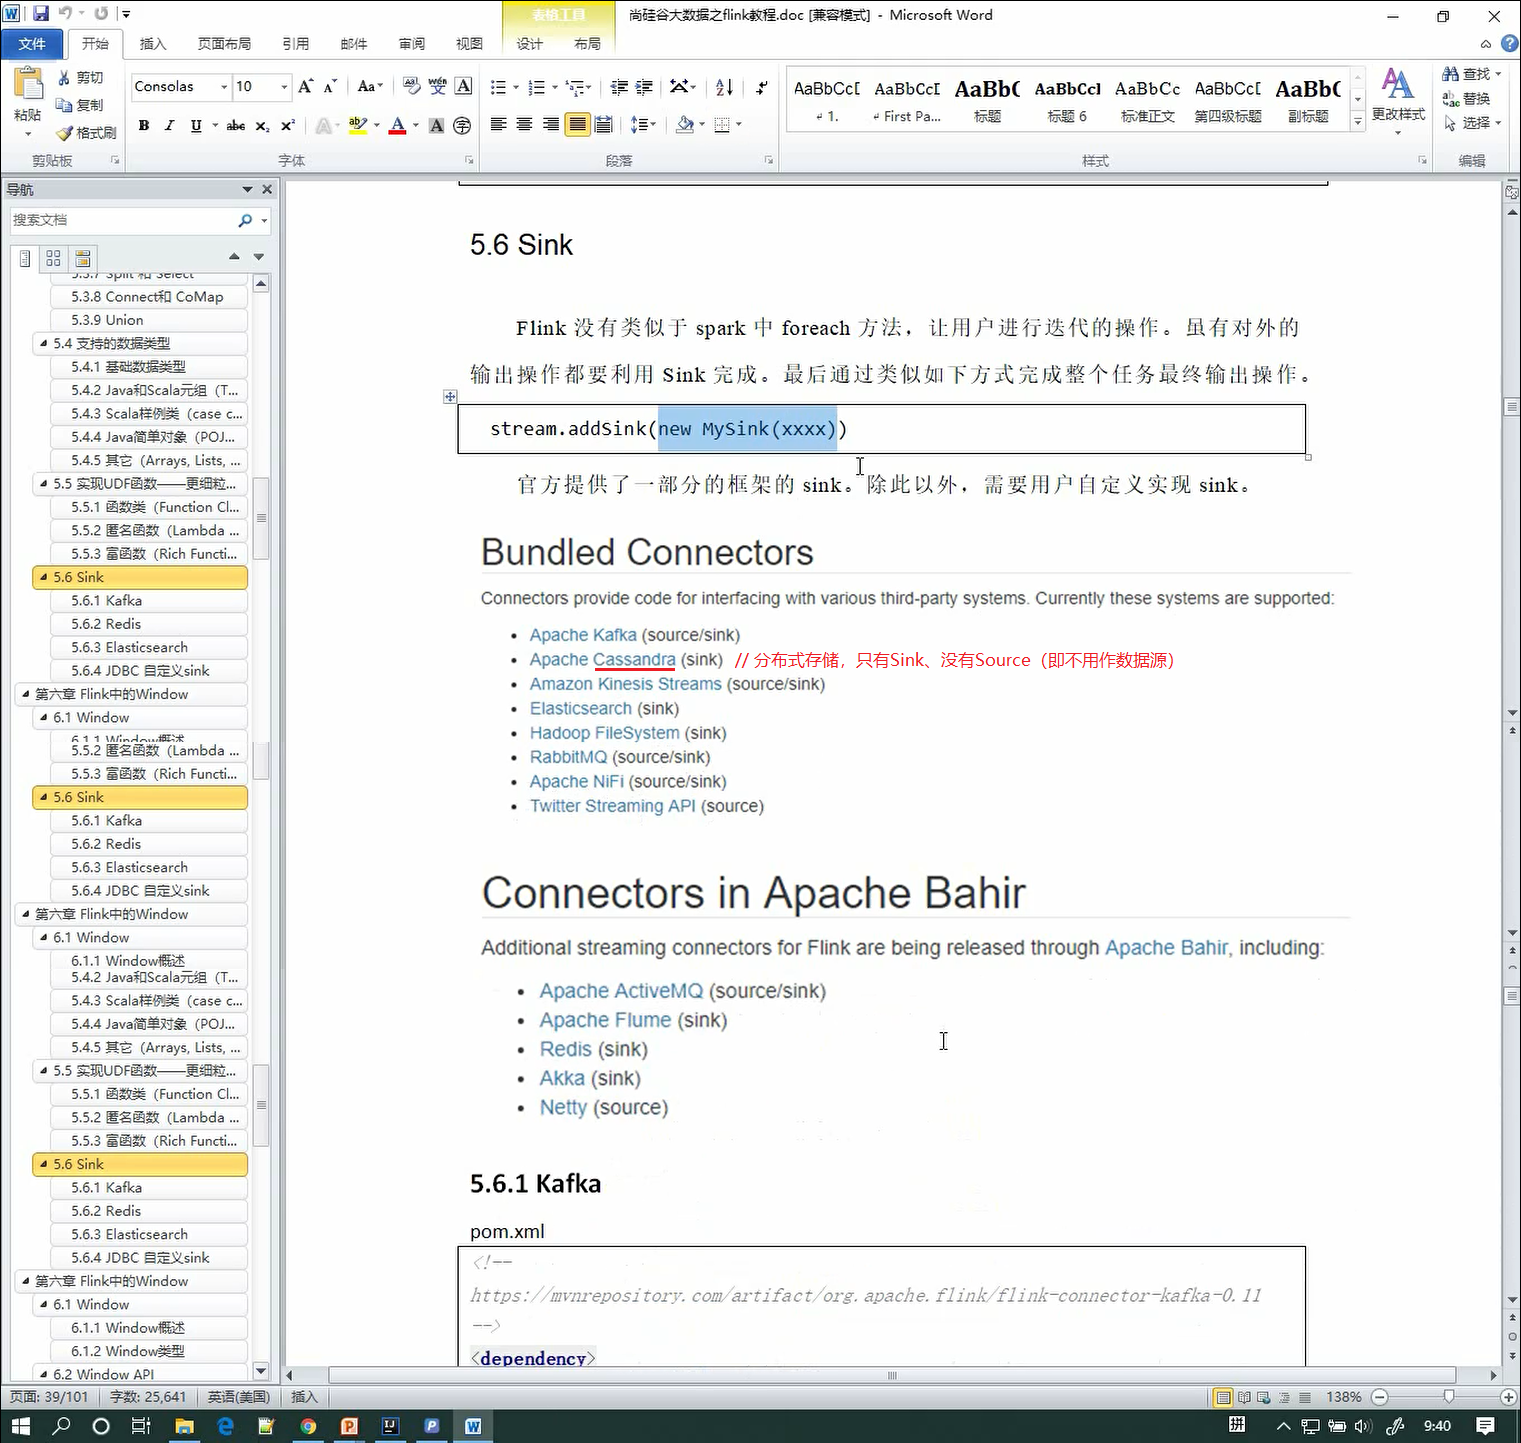 尚硅谷大数据之flink教程.doc [兼容模式] - Microsoft Word
表格工具
文件 开始 插入 页面布局 引用 邮件 审阅 视图 设计 布局
粘贴
剪切
复制
格式刷
剪贴板
Consolas 10
字体
段落
AaBbCcD AaBbCcD AaBbC AaBbCcl AaBbCc AaBbCcD AaBbC
1. First Pa... 标题 标题 6 标准正文 第四级标题 副标题
更改样式
样式
查找
替换
选择
编辑
导航
搜索文档
5.3.7 Split 和 Select
5.3.8 Connect和 CoMap
5.3.9 Union
5.4 支持的数据类型
5.4.1 基础数据类型
5.4.2 Java和Scala元组（T...
5.4.3 Scala样例类（case c...
5.4.4 Java简单对象（POJ...
5.4.5 其它（Arrays, Lists, ...
5.5 实现UDF函数——更细粒...
5.5.1 函数类（Function Cl...
5.5.2 匿名函数（Lambda ...
5.5.3 富函数（Rich Functi...
5.6 Sink
5.6.1 Kafka
5.6.2 Redis
5.6.3 Elasticsearch
5.6.4 JDBC 自定义sink
第六章 Flink中的Window
6.1 Window
6.1.1 Window概述
5.5.2 匿名函数（Lambda ...
5.5.3 富函数（Rich Functi...
5.6 Sink
5.6.1 Kafka
5.6.2 Redis
5.6.3 Elasticsearch
5.6.4 JDBC 自定义sink
第六章 Flink中的Window
6.1 Window
6.1.1 Window概述
5.4.2 Java和Scala元组（T...
5.4.3 Scala样例类（case c...
5.4.4 Java简单对象（POJ...
5.4.5 其它（Arrays, Lists, ...
5.5 实现UDF函数——更细粒...
5.5.1 函数类（Function Cl...
5.5.2 匿名函数（Lambda ...
5.5.3 富函数（Rich Functi...
5.6 Sink
5.6.1 Kafka
5.6.2 Redis
5.6.3 Elasticsearch
5.6.4 JDBC 自定义sink
第六章 Flink中的Window
6.1 Window
6.1.1 Window概述
6.1.2 Window类型
6.2 Window API
5.6 Sink
Flink 没有类似于 spark 中 foreach 方法，让用户进行迭代的操作。虽有对外的
输出操作都要利用 Sink 完成。最后通过类似如下方式完成整个任务最终输出操作。
stream.addSink(new MySink(xxxx))
官方提供了一部分的框架的 sink。除此以外，需要用户自定义实现 sink。
Bundled Connectors
Connectors provide code for interfacing with various third-party systems. Currently these systems are supported:
• Apache Kafka (source/sink)
• Apache Cassandra (sink) // 分布式存储，只有Sink、没有Source（即不用作数据源）
• Amazon Kinesis Streams (source/sink)
• Elasticsearch (sink)
• Hadoop FileSystem (sink)
• RabbitMQ (source/sink)
• Apache NiFi (source/sink)
• Twitter Streaming API (source)
Connectors in Apache Bahir
Additional streaming connectors for Flink are being released through Apache Bahir, including:
• Apache ActiveMQ (source/sink)
• Apache Flume (sink)
• Redis (sink)
• Akka (sink)
• Netty (source)
5.6.1 Kafka
pom.xml
<!--
https://mvnrepository.com/artifact/org.apache.flink/flink-connector-kafka-0.11
-->
<dependency>
页面: 39/101 字数: 25,641 英语(美国) 插入 138%
拼 9:40